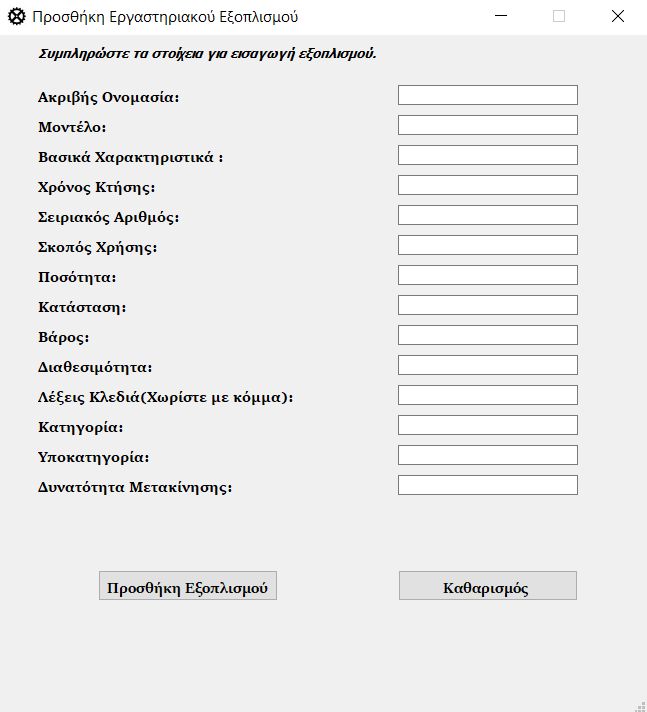 Προσθήκη Εργαστηριακού Εξοπλισμού
Συμπληρώστε τα στοίχεια για εισαγωγή εξοπλισμού.
Ακριβής Ονομασία:
Μοντέλο:
Βασικά Χαρακτηριστικά :
Χρόνος Κτήσης:
Σειριακός Αριθμός:
Σκοπός Χρήσης:
Ποσότητα:
Κατάσταση:
Βάρος:
Διαθεσιμότητα:
Λέξεις Κλεδιά(Χωρίστε με κόμμα):
Κατηγορία:
Υποκατηγορία:
Δυνατότητα Μετακίνησης:
Προσθήκη Εξοπλισμού Καθαρισμός